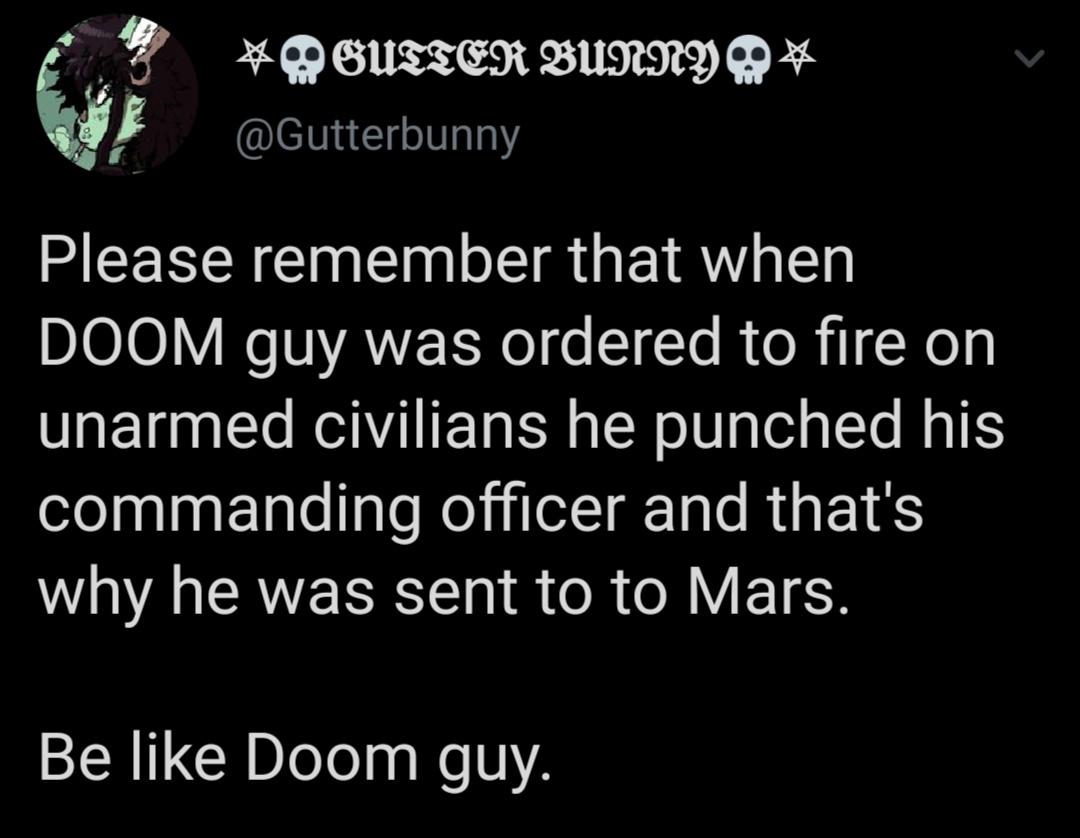 ⛧💀𝕲𝖀𝕿𝕿𝕰𝕽 𝕭𝖀𝕹𝕹𝖄💀⛧
@Gutterbunny
Please remember that when
DOOM guy was ordered to fire on
unarmed civilians he punched his
commanding officer and that's
why he was sent to to Mars.
Be like Doom guy.